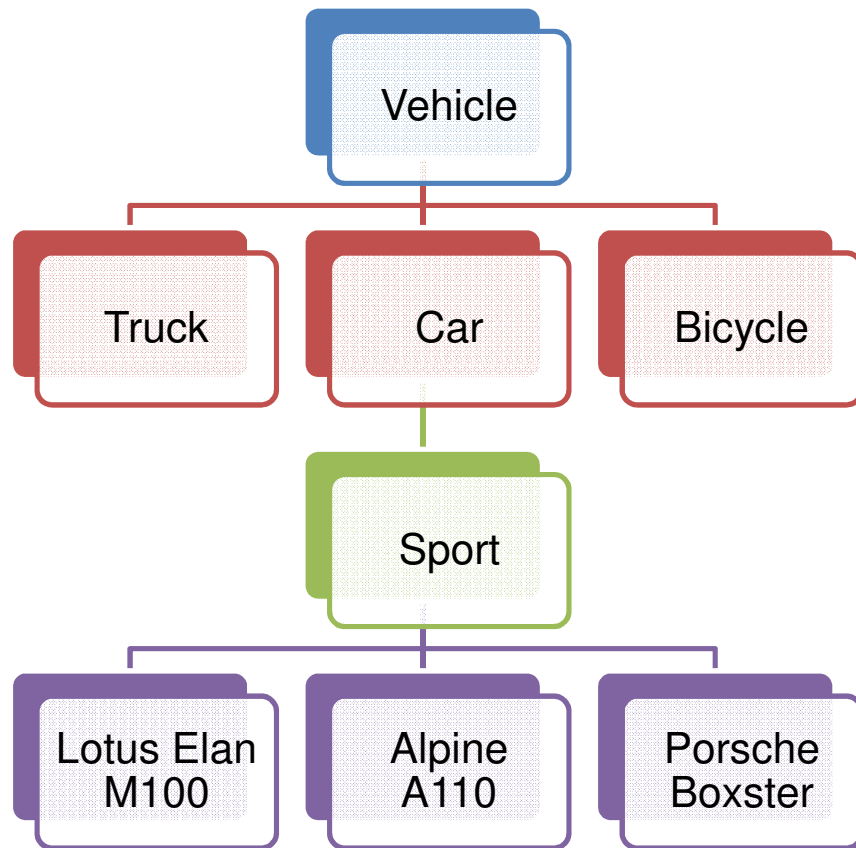 Vehicle
Truck
Car
Bicycle
Sport
Lotus Elan
M100
Alpine
A110
Porsche
Boxster